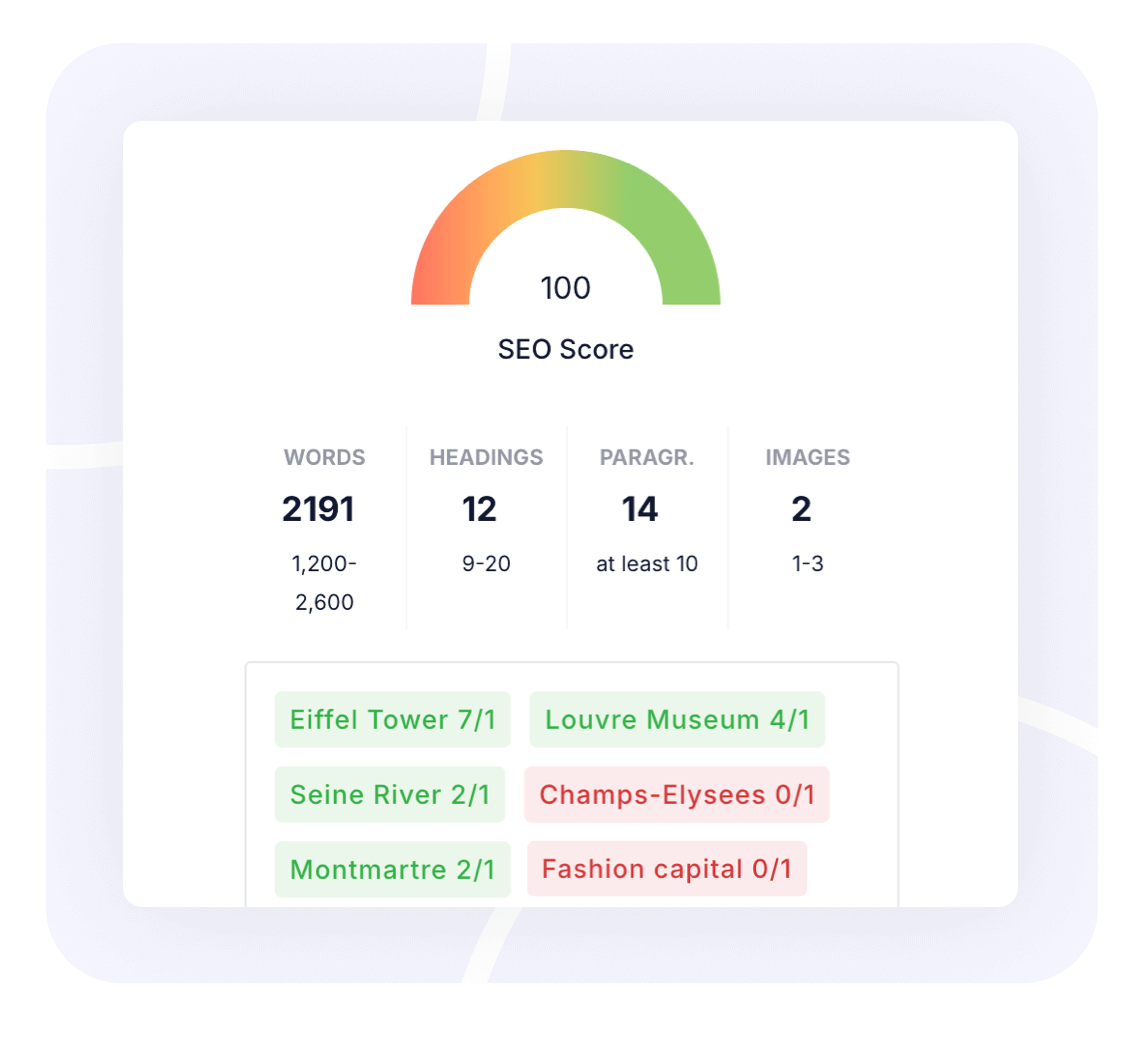 100
SEO Score
WORDS HEADINGS PARAGR. IMAGES
2191 12 14 2
1,200- 9-20 at least 10 1-3
2,600
Eiffel Tower 7/1 Louvre Museum 4/1
Seine River 2/1 Champs-Elysees 0/1
Montmartre 2/1 Fashion capital 0/1